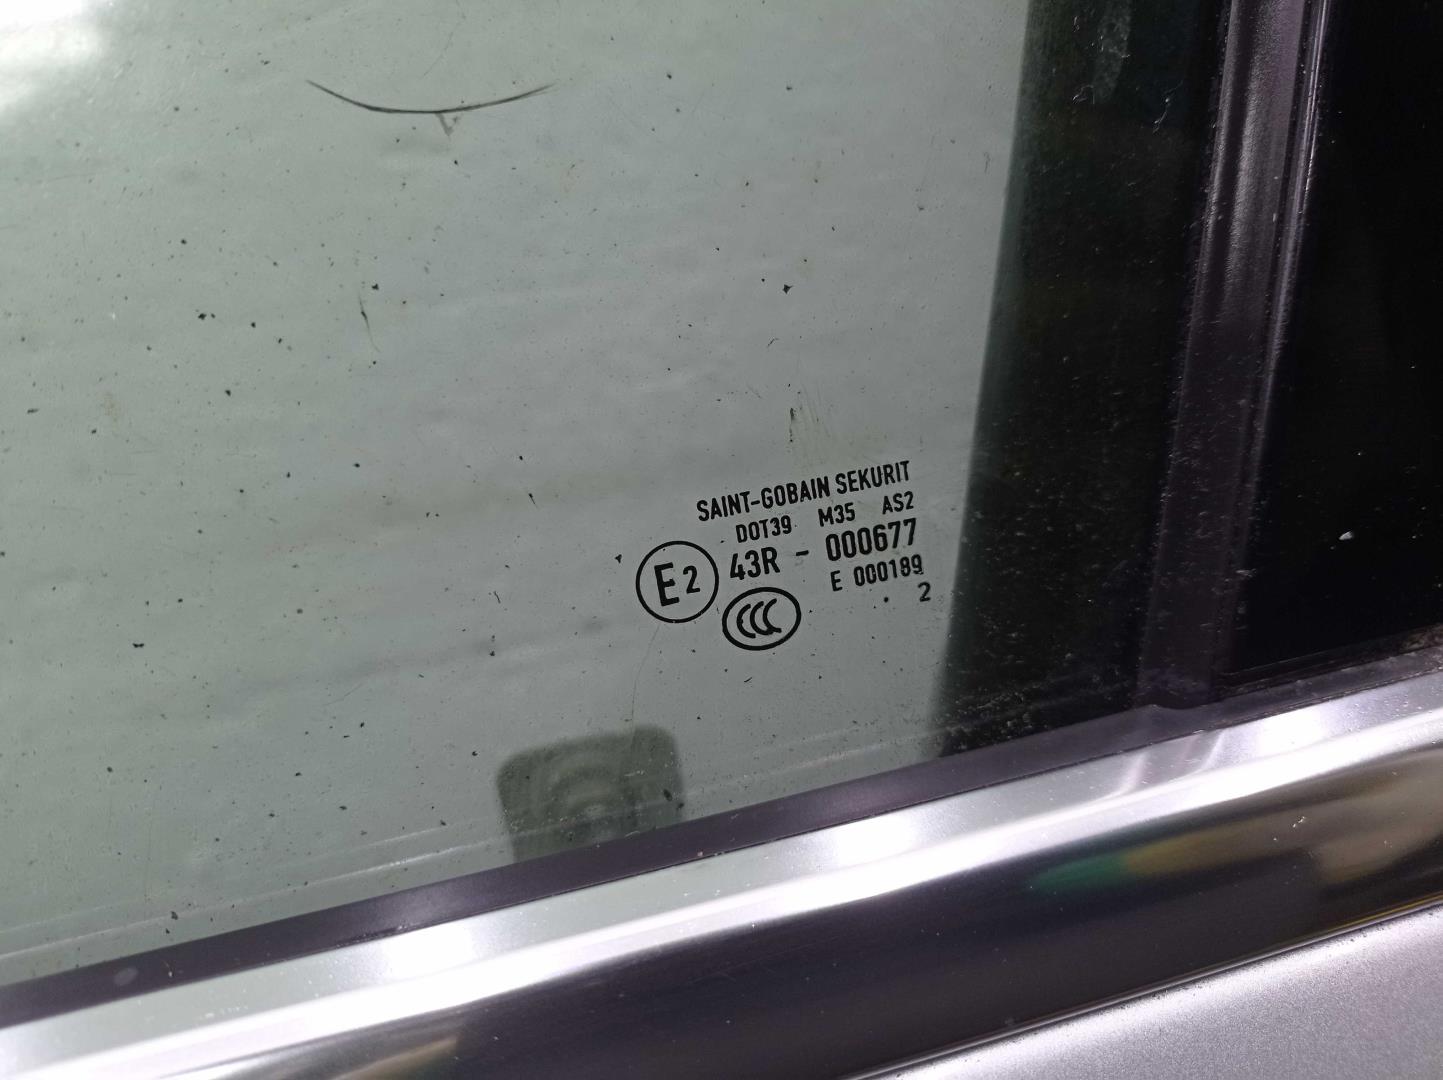 SAINT-GOBAIN SEKURIT
DOT39 M35 AS2
E2 43R - 000677
E 000189
CCC . 2